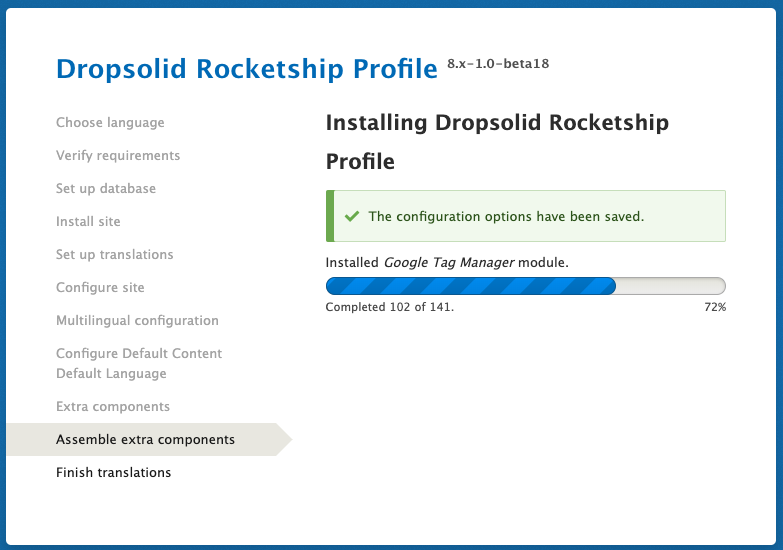 Dropsolid Rocketship Profile 8.x-1.0-beta18
Choose language
Verify requirements
Set up database
Install site
Set up translations
Configure site
Multilingual configuration
Configure Default Content
Default Language
Extra components
Assemble extra components
Finish translations
Installing Dropsolid Rocketship
Profile
The configuration options have been saved.
Installed Google Tag Manager module.
Completed 102 of 141.
72%